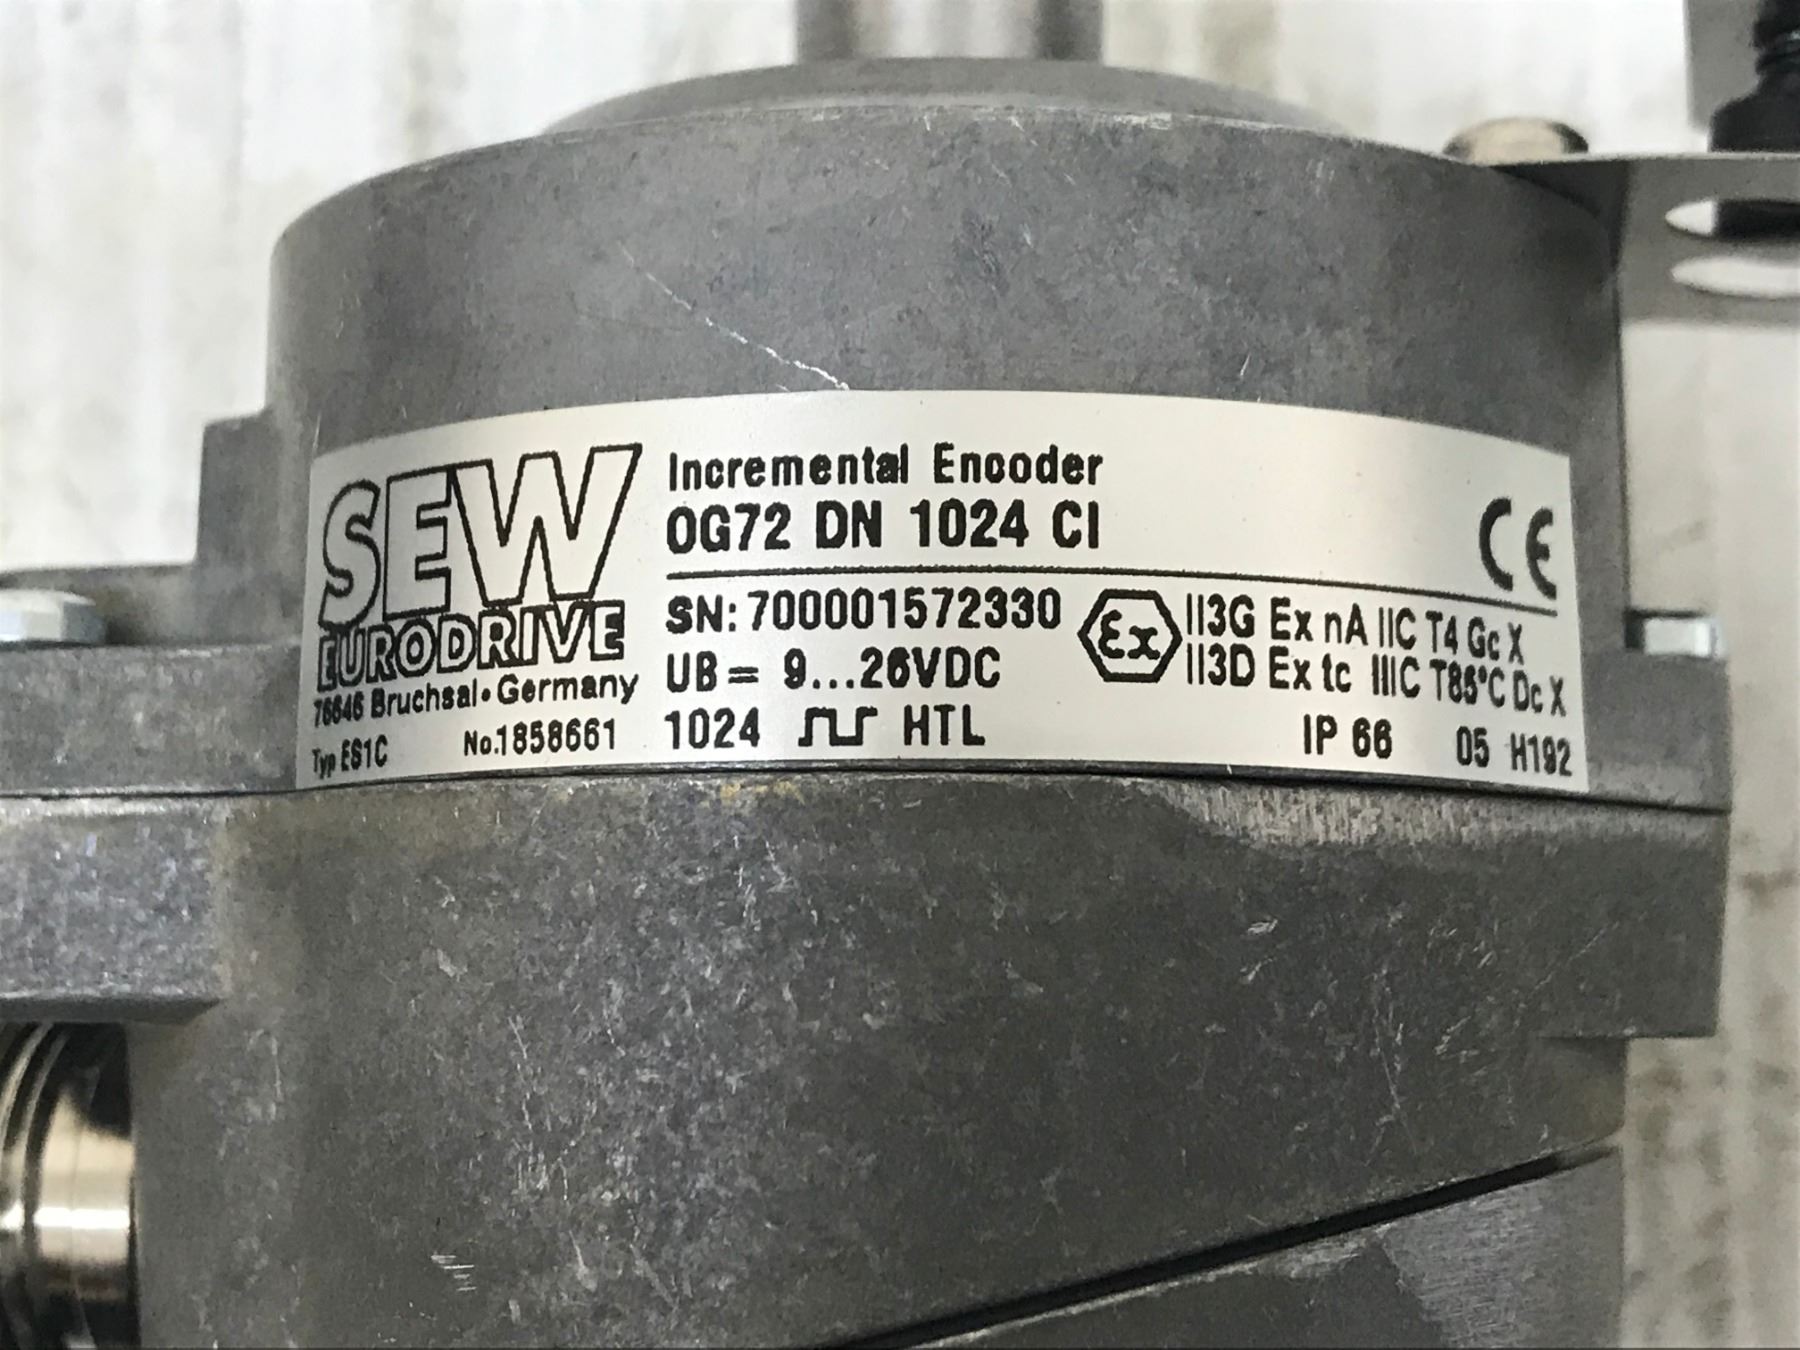 SEW
EURODRIVE
76646 Bruchsal•Germany
Typ ES1C No.1858661
Incremental Encoder
OG72 DN 1024 CI
CE
SN: 700001572330
UB = 9...26VDC
1024 HTL
Ex II3G Ex nA IIC T4 Gc X
II3D Ex tc IIIC T85°C Dc X
IP 66 05 H192